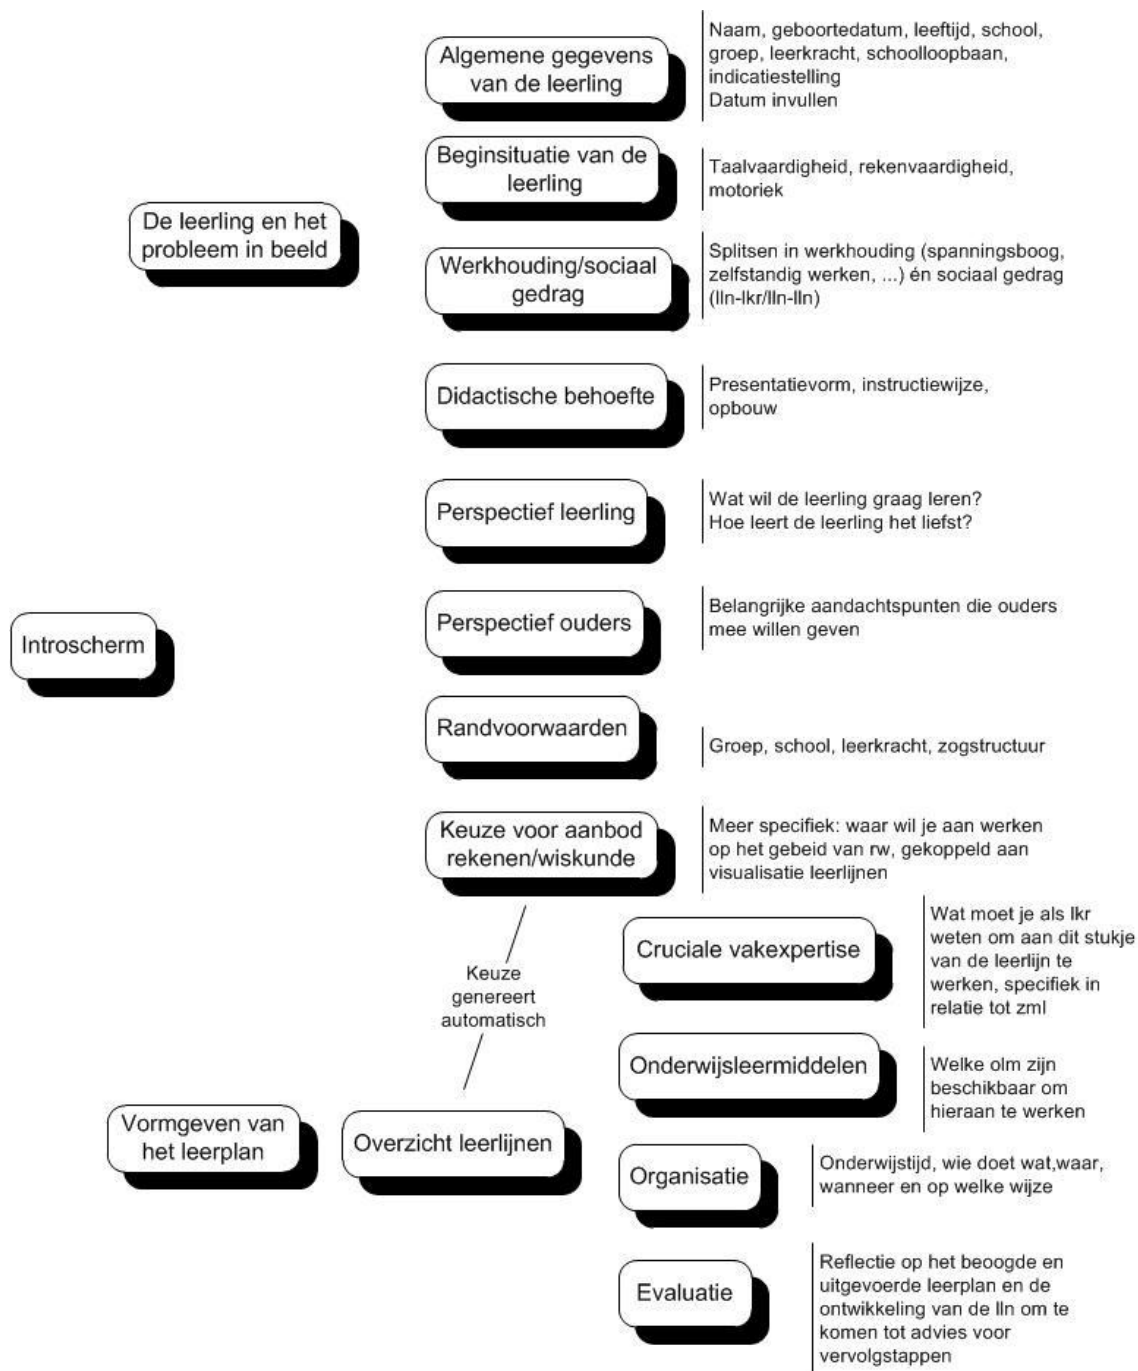 Algemene gegevens
van de leerling
Naam, geboortedatum, leeftijd, school,
groep, leerkracht, schoolloopbaan,
indicatiestelling
Datum invullen
Beginsituatie van de
leerling
Taalvaardigheid, rekenvaardigheid,
motoriek
De leerling en het
probleem in beeld
Werkhouding/sociaal
gedrag
Splitsen in werkhouding (spanningsboog,
zelfstandig werken, ...) én sociaal gedrag
(lln-lkr/lln-lln)
Didactische behoefte
Presentatievorm, instructiewijze,
opbouw
Perspectief leerling
Wat wil de leerling graag leren?
Hoe leert de leerling het liefst?
Introscherm
Perspectief ouders
Belangrijke aandachtspunten die ouders
mee willen geven
Randvoorwaarden
Groep, school, leerkracht, zogstructuur
Keuze voor aanbod
rekenen/wiskunde
Meer specifiek: waar wil je aan werken
op het gebeid van rw, gekoppeld aan
visualisatie leerlijnen
Keuze
genereert
automatisch
Cruciale vakexpertise
Wat moet je als lkr
weten om aan dit stukje
van de leerlijn te
werken, specifiek in
relatie tot zml
Onderwijsleermiddelen
Welke olm zijn
beschikbaar om
hieraan te werken
Vormgeven van
het leerplan
Overzicht leerlijnen
Organisatie
Onderwijstijd, wie doet wat,waar,
wanneer en op welke wijze
Evaluatie
Reflectie op het beoogde en
uitgevoerde leerplan en de
ontwikkeling van de lln om te
komen tot advies voor
vervolgstappen